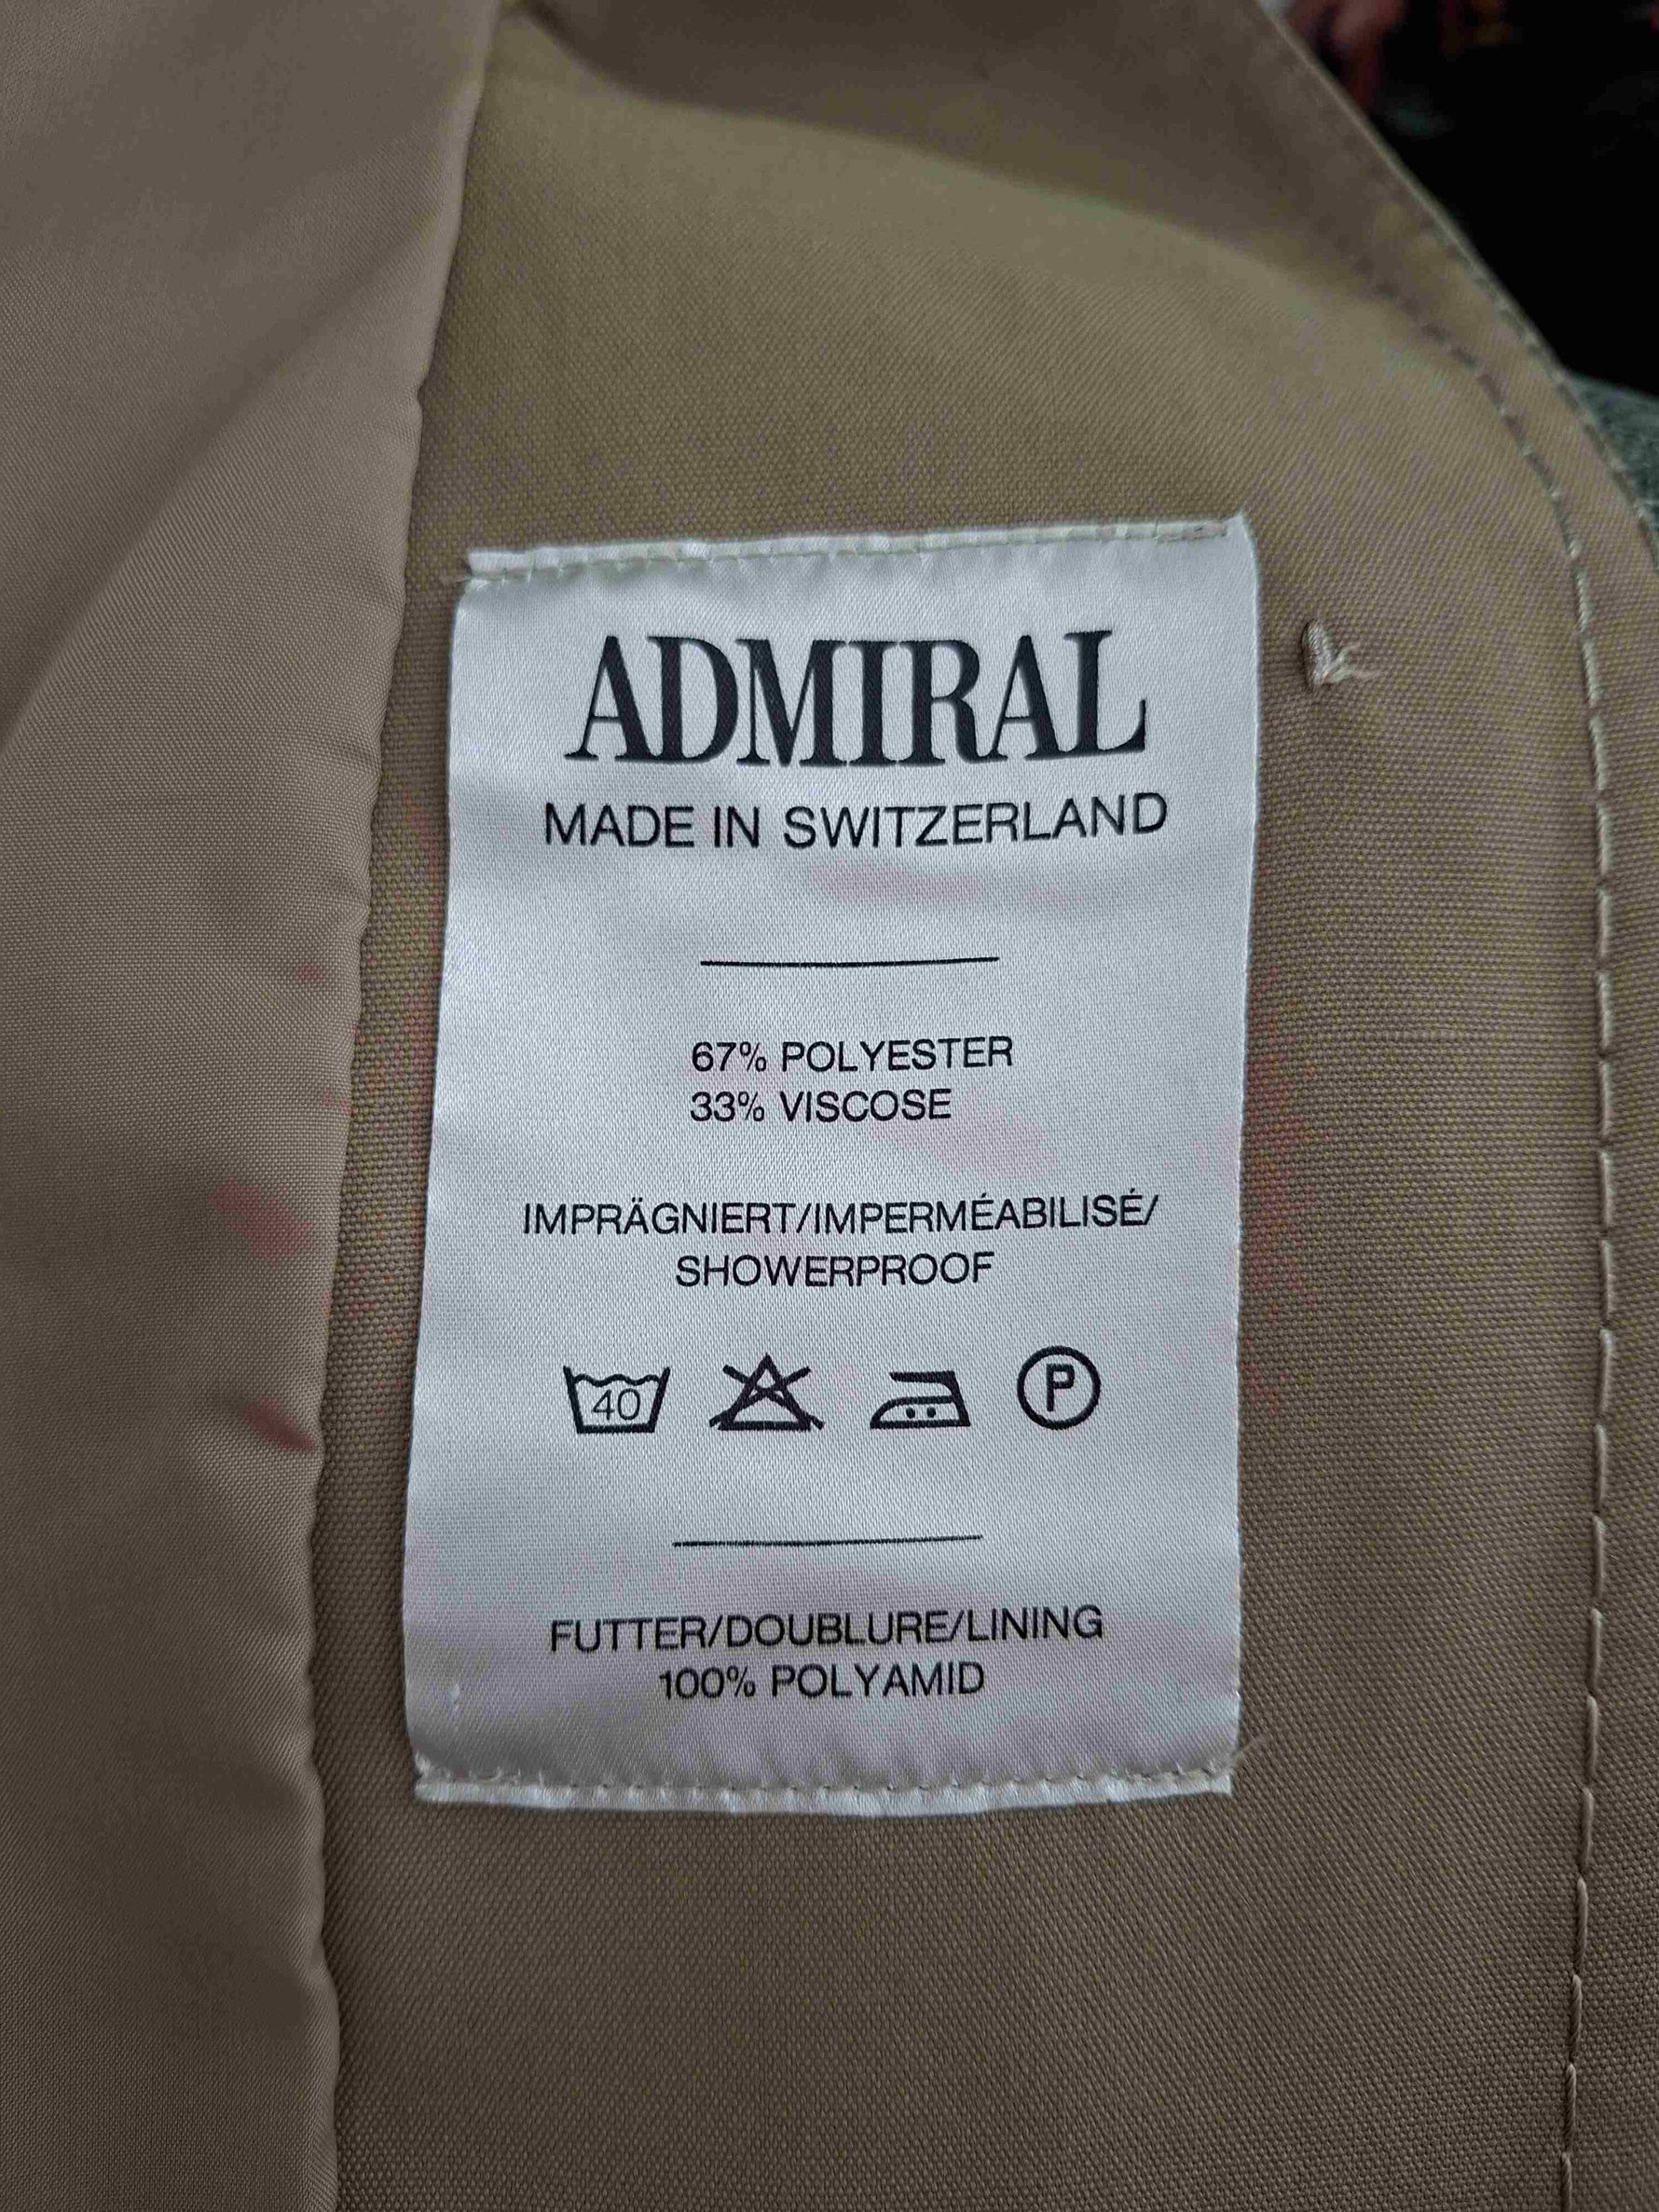 ADMIRAL
MADE IN SWITZERLAND
67% POLYESTER
33% VISCOSE
IMPRÄGNIERT/IMPERMÉABILISÉ/
SHOWERPROOF
40 P
FUTTER/DOUBLURE/LINING
100% POLYAMID